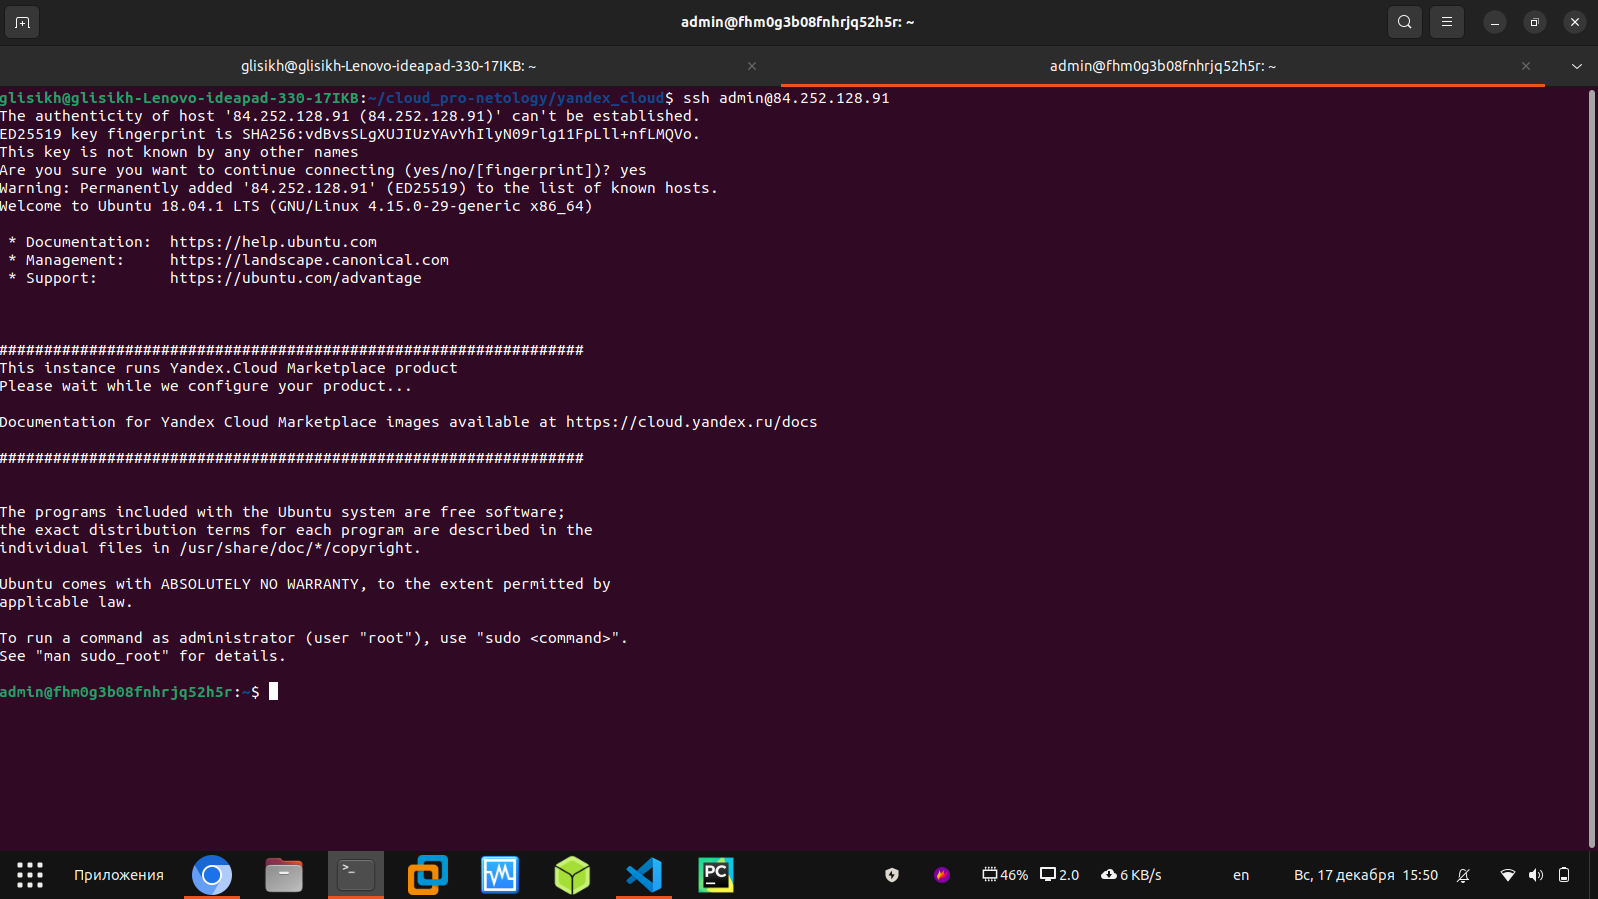 admin@fhm0g3b08fnhrjq52h5r: ~
glisikh@glisikh-Lenovo-ideapad-330-17IKB: ~
admin@fhm0g3b08fnhrjq52h5r: ~
glisikh@glisikh-Lenovo-ideapad-330-17IKB:~/cloud_pro-netology/yandex_cloud$ ssh admin@84.252.128.91
The authenticity of host '84.252.128.91 (84.252.128.91)' can't be established.
ED25519 key fingerprint is SHA256:vdBvsSLgXUJIUzYAvYhIlyN09rlg11FpLll+nfLMQVo.
This key is not known by any other names
Are you sure you want to continue connecting (yes/no/[fingerprint])? yes
Warning: Permanently added '84.252.128.91' (ED25519) to the list of known hosts.
Welcome to Ubuntu 18.04.1 LTS (GNU/Linux 4.15.0-29-generic x86_64)
* Documentation:  https://help.ubuntu.com
* Management:     https://landscape.canonical.com
* Support:        https://ubuntu.com/advantage
#################################################################
This instance runs Yandex.Cloud Marketplace product
Please wait while we configure your product...
Documentation for Yandex Cloud Marketplace images available at https://cloud.yandex.ru/docs
#################################################################
The programs included with the Ubuntu system are free software;
the exact distribution terms for each program are described in the
individual files in /usr/share/doc/*/copyright.
Ubuntu comes with ABSOLUTELY NO WARRANTY, to the extent permitted by
applicable law.
To run a command as administrator (user "root"), use "sudo <command>".
See "man sudo_root" for details.
admin@fhm0g3b08fnhrjq52h5r:~$
Приложения
>_
PC
46%
2.0
6 KB/s
en
Вс, 17 декабря 15:50